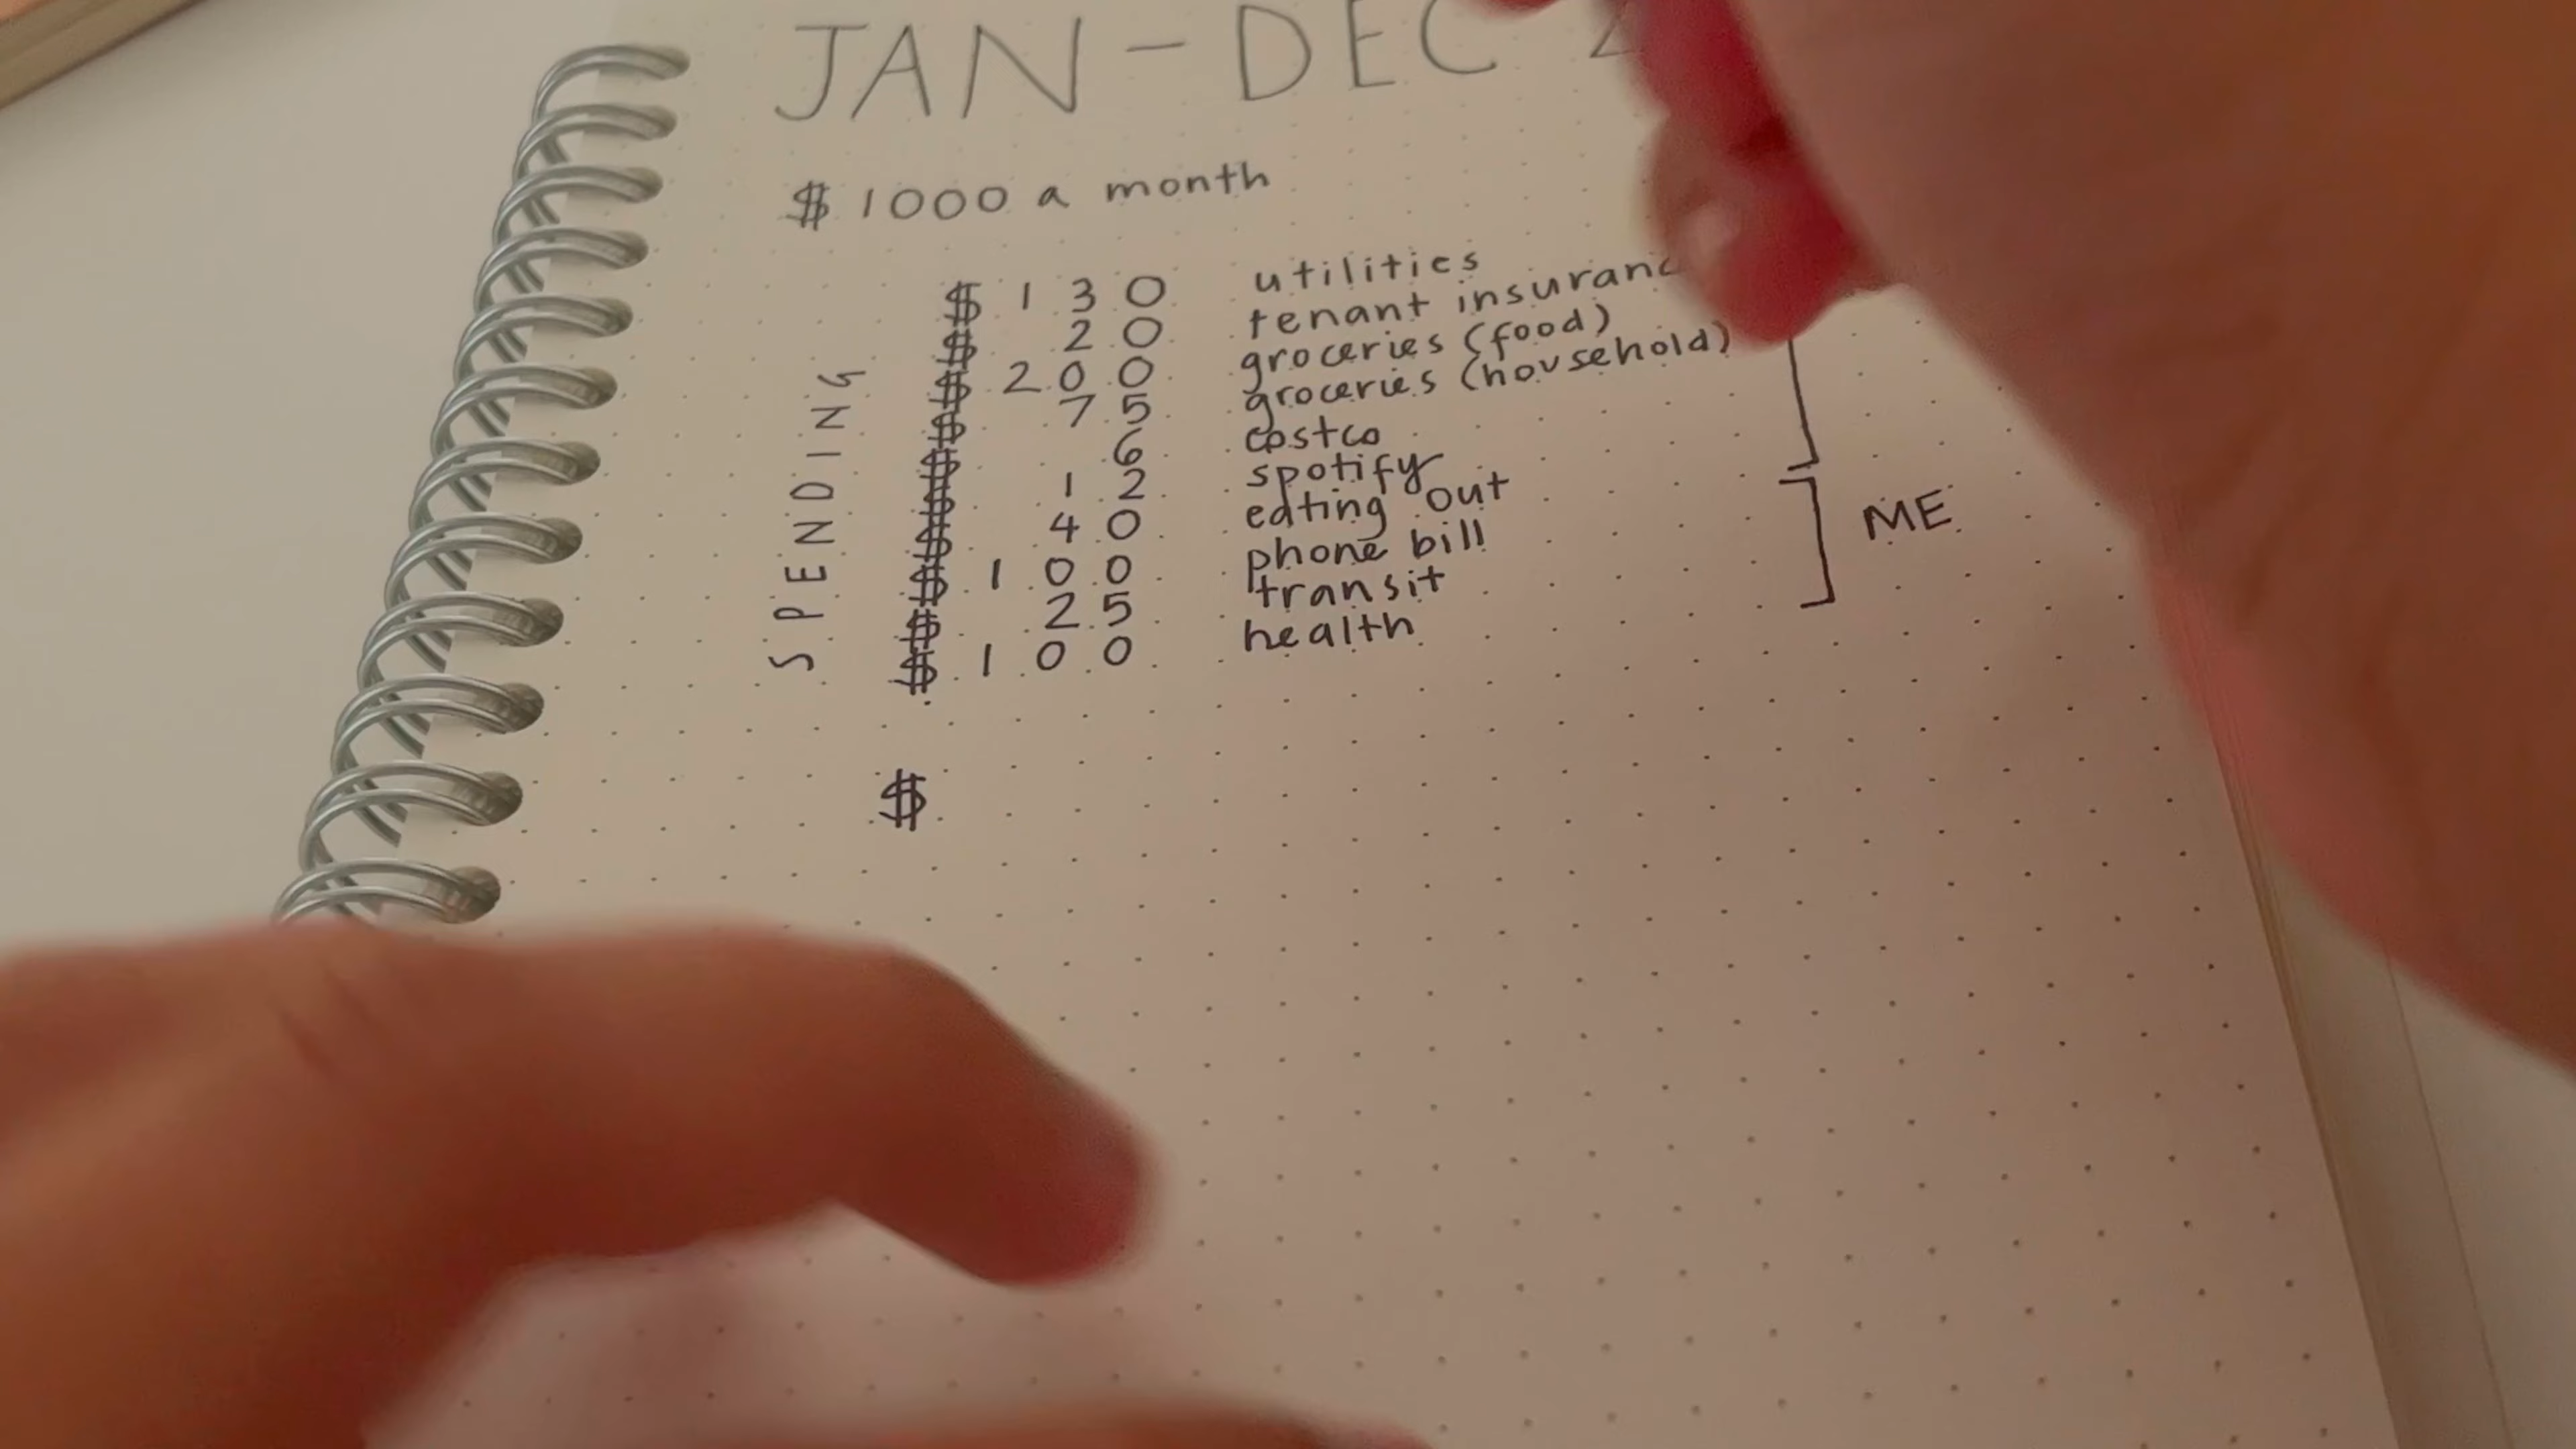 JAN - DEC
$ 1000 a month
SPENDING
$ 130 utilities
$ 20 tenant
$ 200 groceries (food)
$ 75 groceries (household)
$ 6 costco
$ 12 spotify
$ 40 eating out
$ 100 phone bill
$ 25 transit
$ 100 health
ME
$